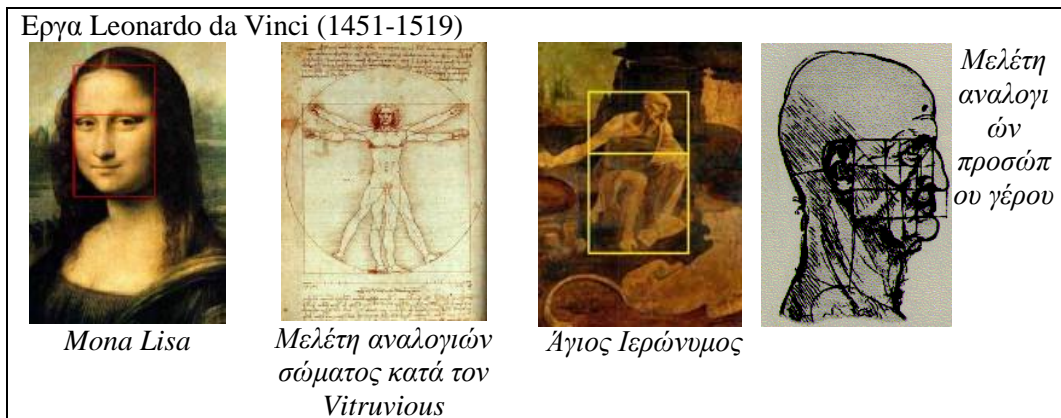 Εργα Leonardo da Vinci (1451-1519)
Μελέτη
αναλογι
ών
προσώπ
ου γέρου
Mona Lisa
Μελέτη αναλογιών
σώματος κατά τον
Vitruvious
Άγιος Ιερώνυμος